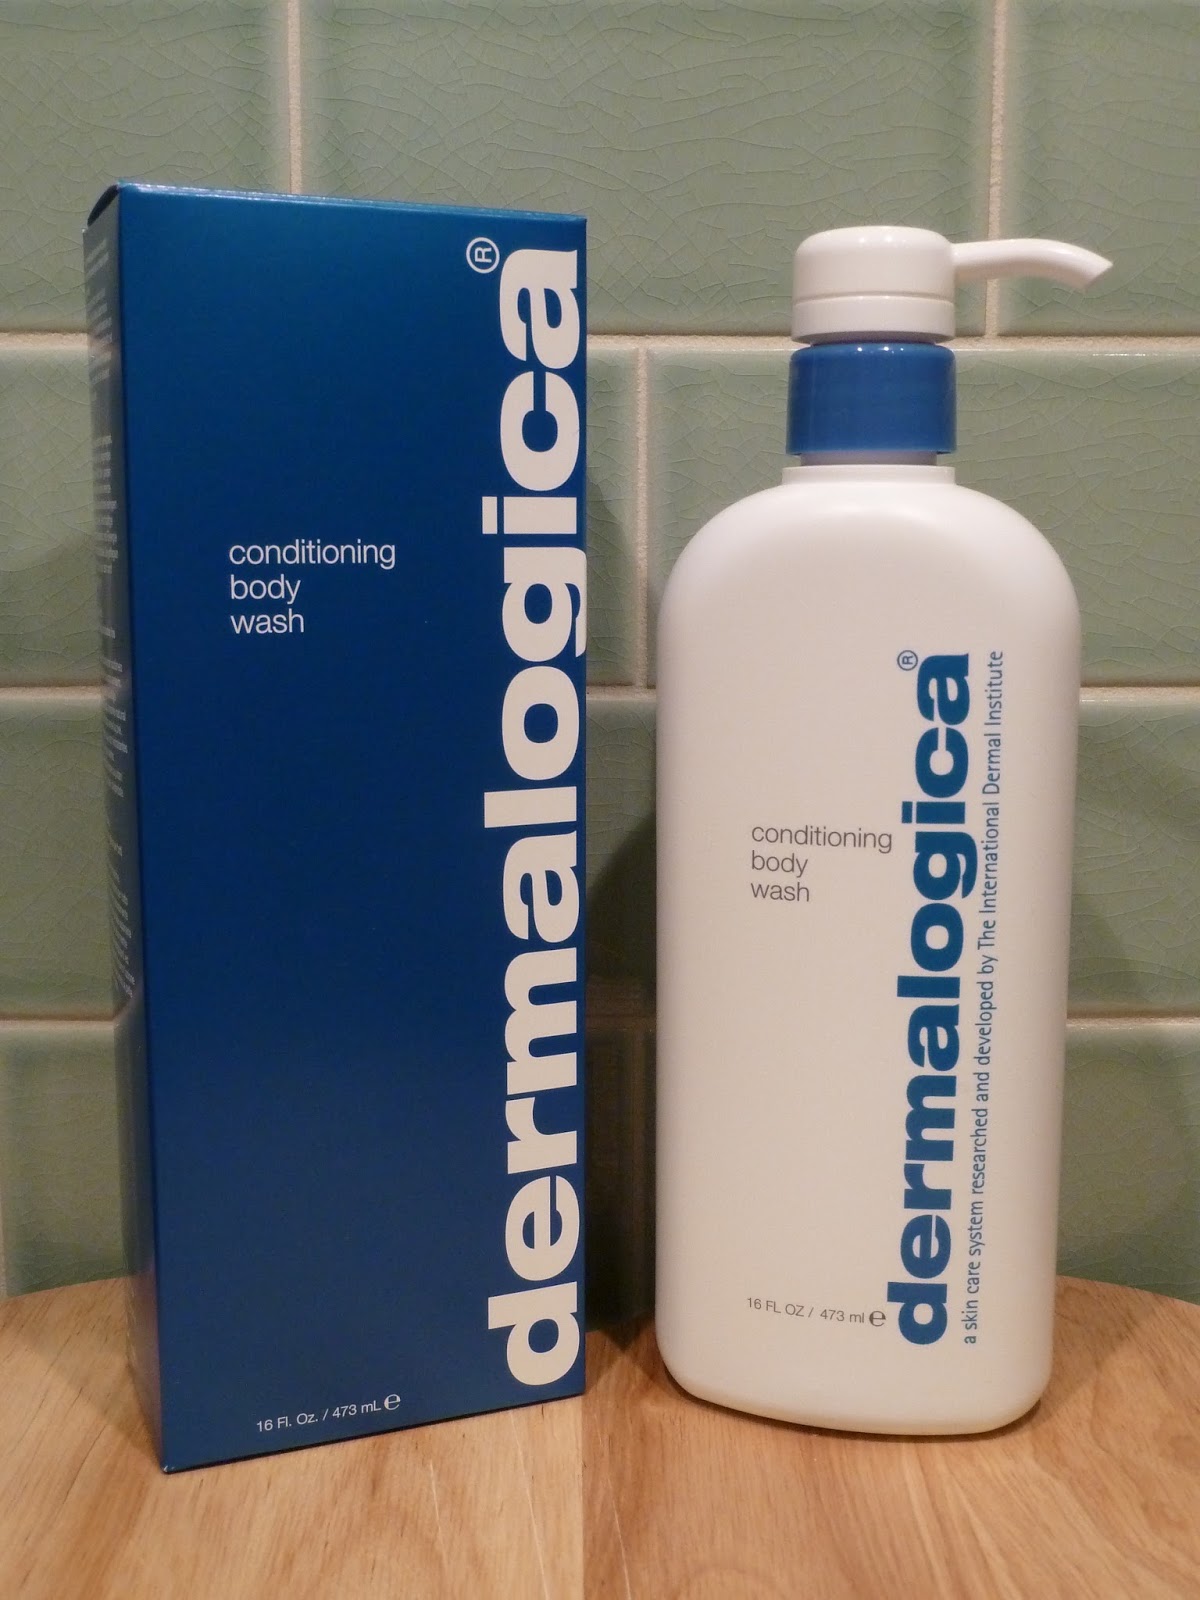 dermalogica®
conditioning
body
wash
16 Fl. Oz. / 473 mL ℮
conditioning
body
wash
dermalogica®
a skin care system researched and developed by The International Dermal Institute
16 FL OZ / 473 ml ℮